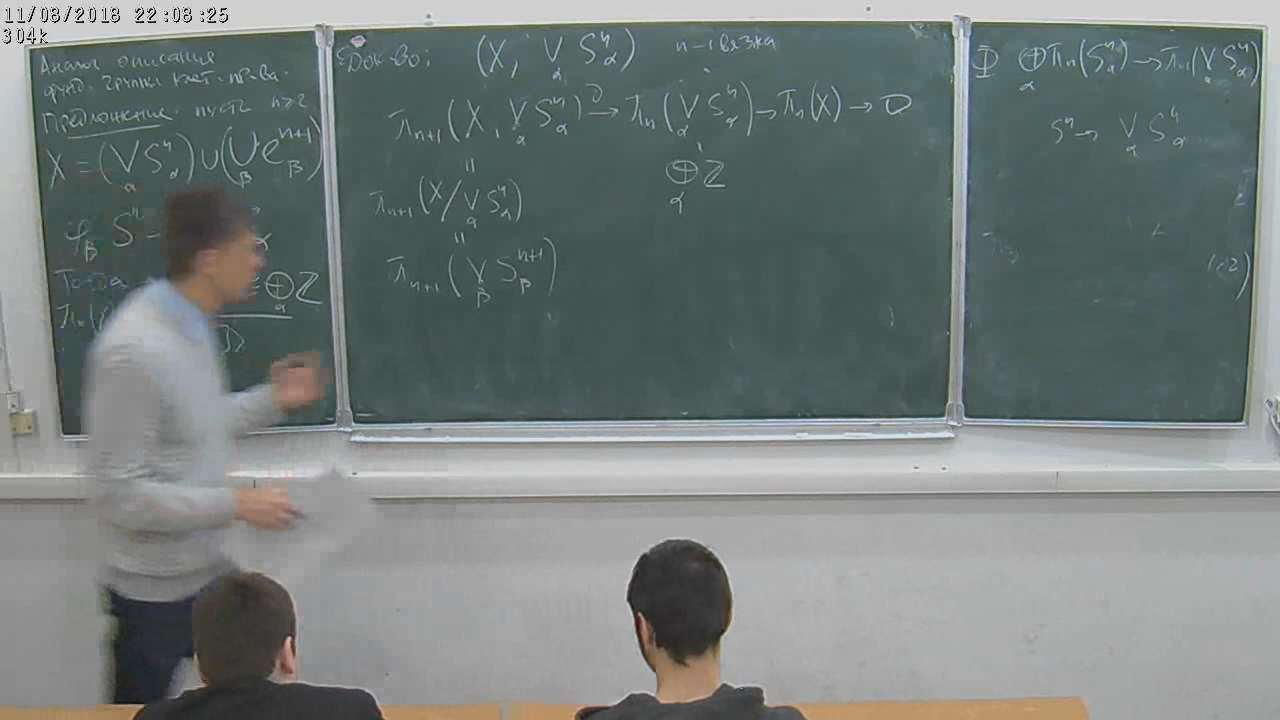 11/08/2018 22:08:25
304k
Аналог описания
фунд. группы клет. пр-ва.
Предложение. пусть n≥2
X = (⋁_α S^n_α) ∪ (⋃_β e^{n+1}_β)
φ_β S^n
⊕_α ℤ
Док-во:
(X, ⋁_α S^n_α) n-1 связна
π_{n+1}(X, ⋁_α S^n_α) →^∂ π_n(⋁_α S^n_α) → π_n(X) → 0
॥ ⊕_α ℤ
π_{n+1}(X/⋁_α S^n_α)
॥
π_{n+1}(⋁_β S^{n+1}_β)
Φ ⊕_α π_n(S^n_α) → π_n(⋁_α S^n_α)
S^n → ⋁_α S^n_α